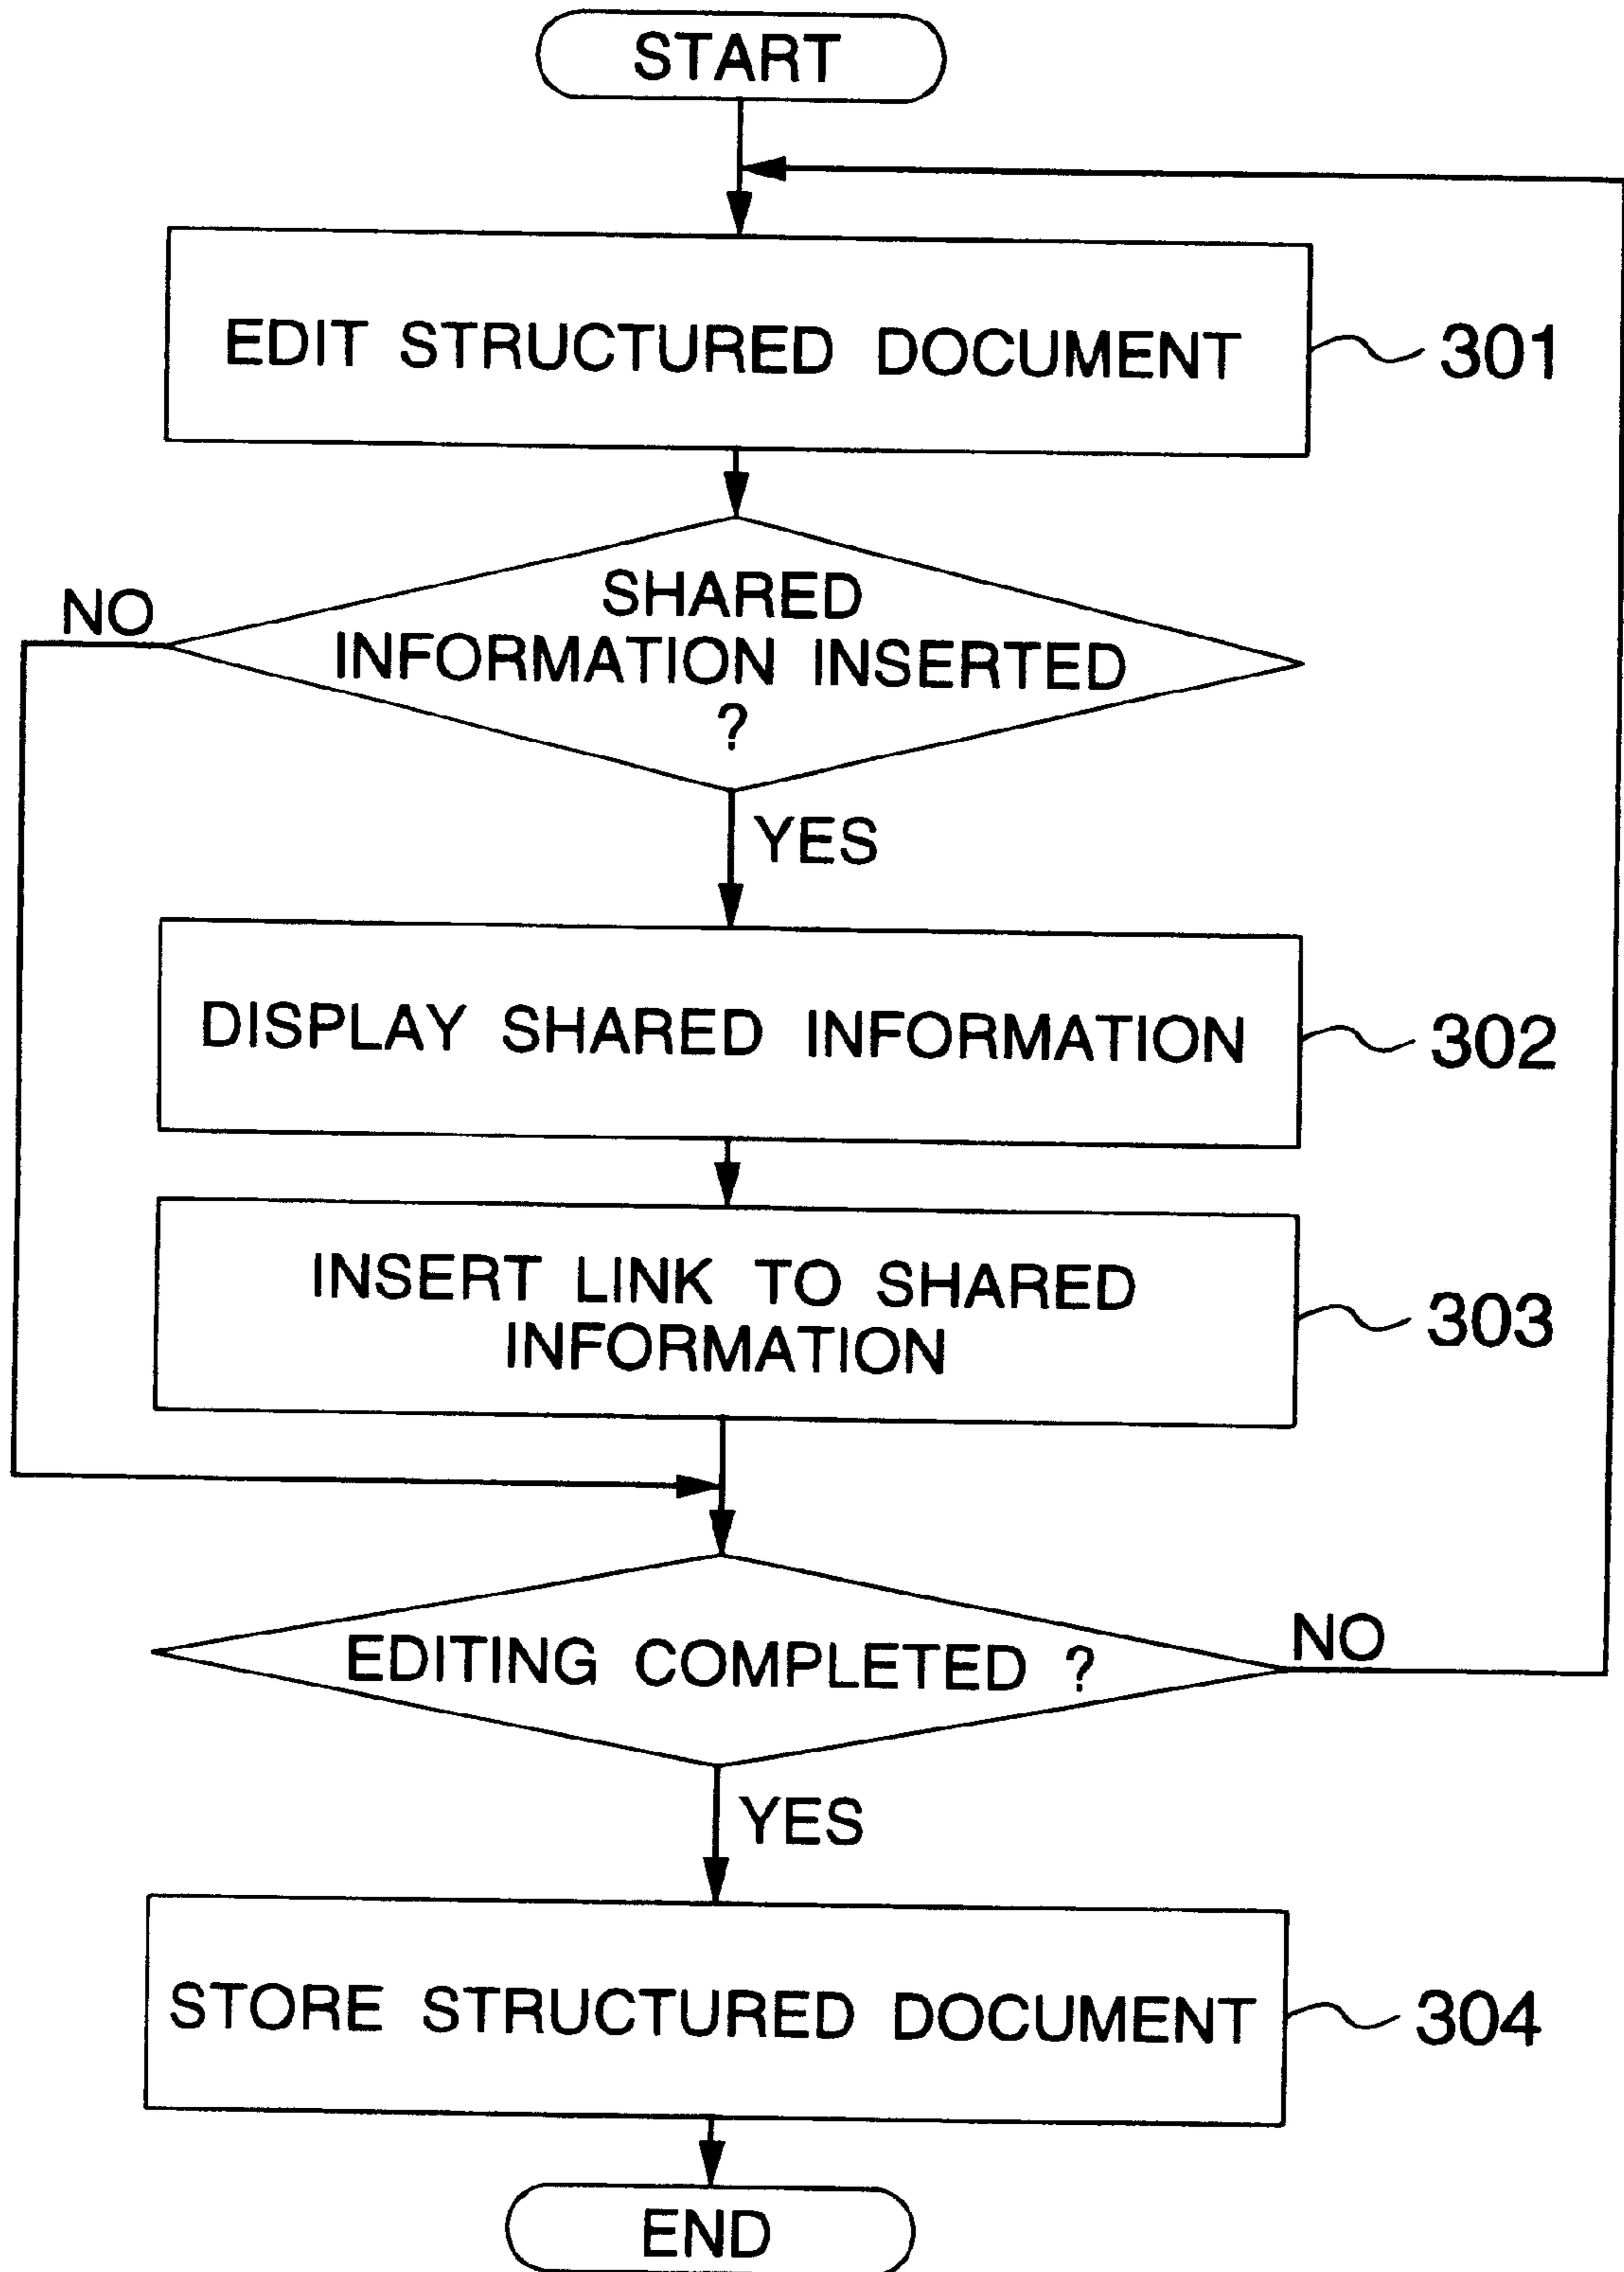 START
EDIT STRUCTURED DOCUMENT
301
NO
SHARED
INFORMATION INSERTED
?
YES
DISPLAY SHARED INFORMATION
302
INSERT LINK TO SHARED
INFORMATION
303
EDITING COMPLETED ?
NO
YES
STORE STRUCTURED DOCUMENT
304
END